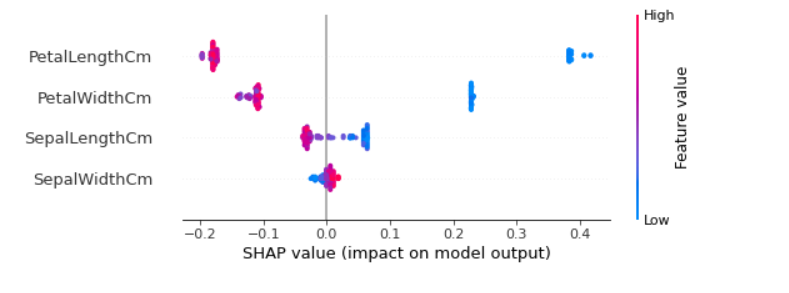 High
PetalLengthCm
PetalWidthCm
SepalLengthCm
SepalWidthCm
Feature value
Low
−0.2 −0.1 0.0 0.1 0.2 0.3 0.4
SHAP value (impact on model output)